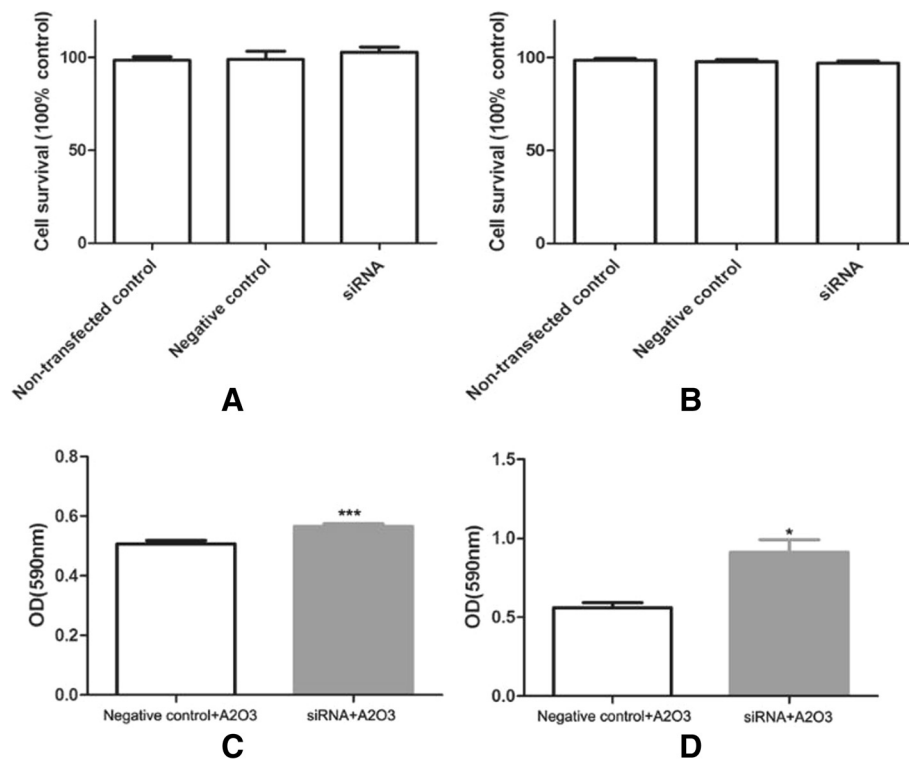 Cell survival (100% control)
100
50
0
Non-transfected control
Negative control
siRNA
A
Cell survival (100% control)
100
50
0
Non-transfected control
Negative control
siRNA
B
OD(590nm)
0.8
0.6
0.4
0.2
0.0
***
Negative control+A2O3
siRNA+A2O3
C
OD(590nm)
1.5
1.0
0.5
0.0
*
Negative control+A2O3
siRNA+A2O3
D